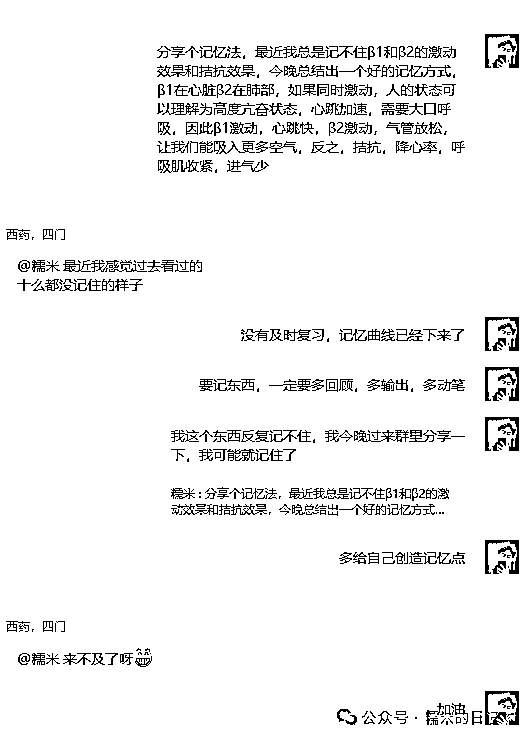 分享个记忆法，最近我总是记不住β1和β2的激动
效果和拮抗效果，今晚总结出一个好的记忆方式，
β1在心脏β2在肺部，如果同时激动，人的状态可
以理解为高度亢奋状态，心跳加速，需要大口呼
吸，因此β1激动，心跳快，β2激动，气管放松，
让我们能吸入更多空气，反之，拮抗，降心率，呼
吸肌收紧，进气少
西药，四门
@糯米 最近我感觉过去看过的
什么都没记住的样子
没有及时复习，记忆曲线已经下来了
要记东西，一定要多回顾，多输出，多动笔
我这个东西反复记不住，我今晚过来群里分享一
下，我可能就记住了
糯米：分享个记忆法，最近我总是记不住β1和β2的激
动效果和拮抗效果，今晚总结出一个好的记忆方式...
多给自己创造记忆点
西药，四门
@糯米 来不及了呀
加油
公众号·糯米的日记